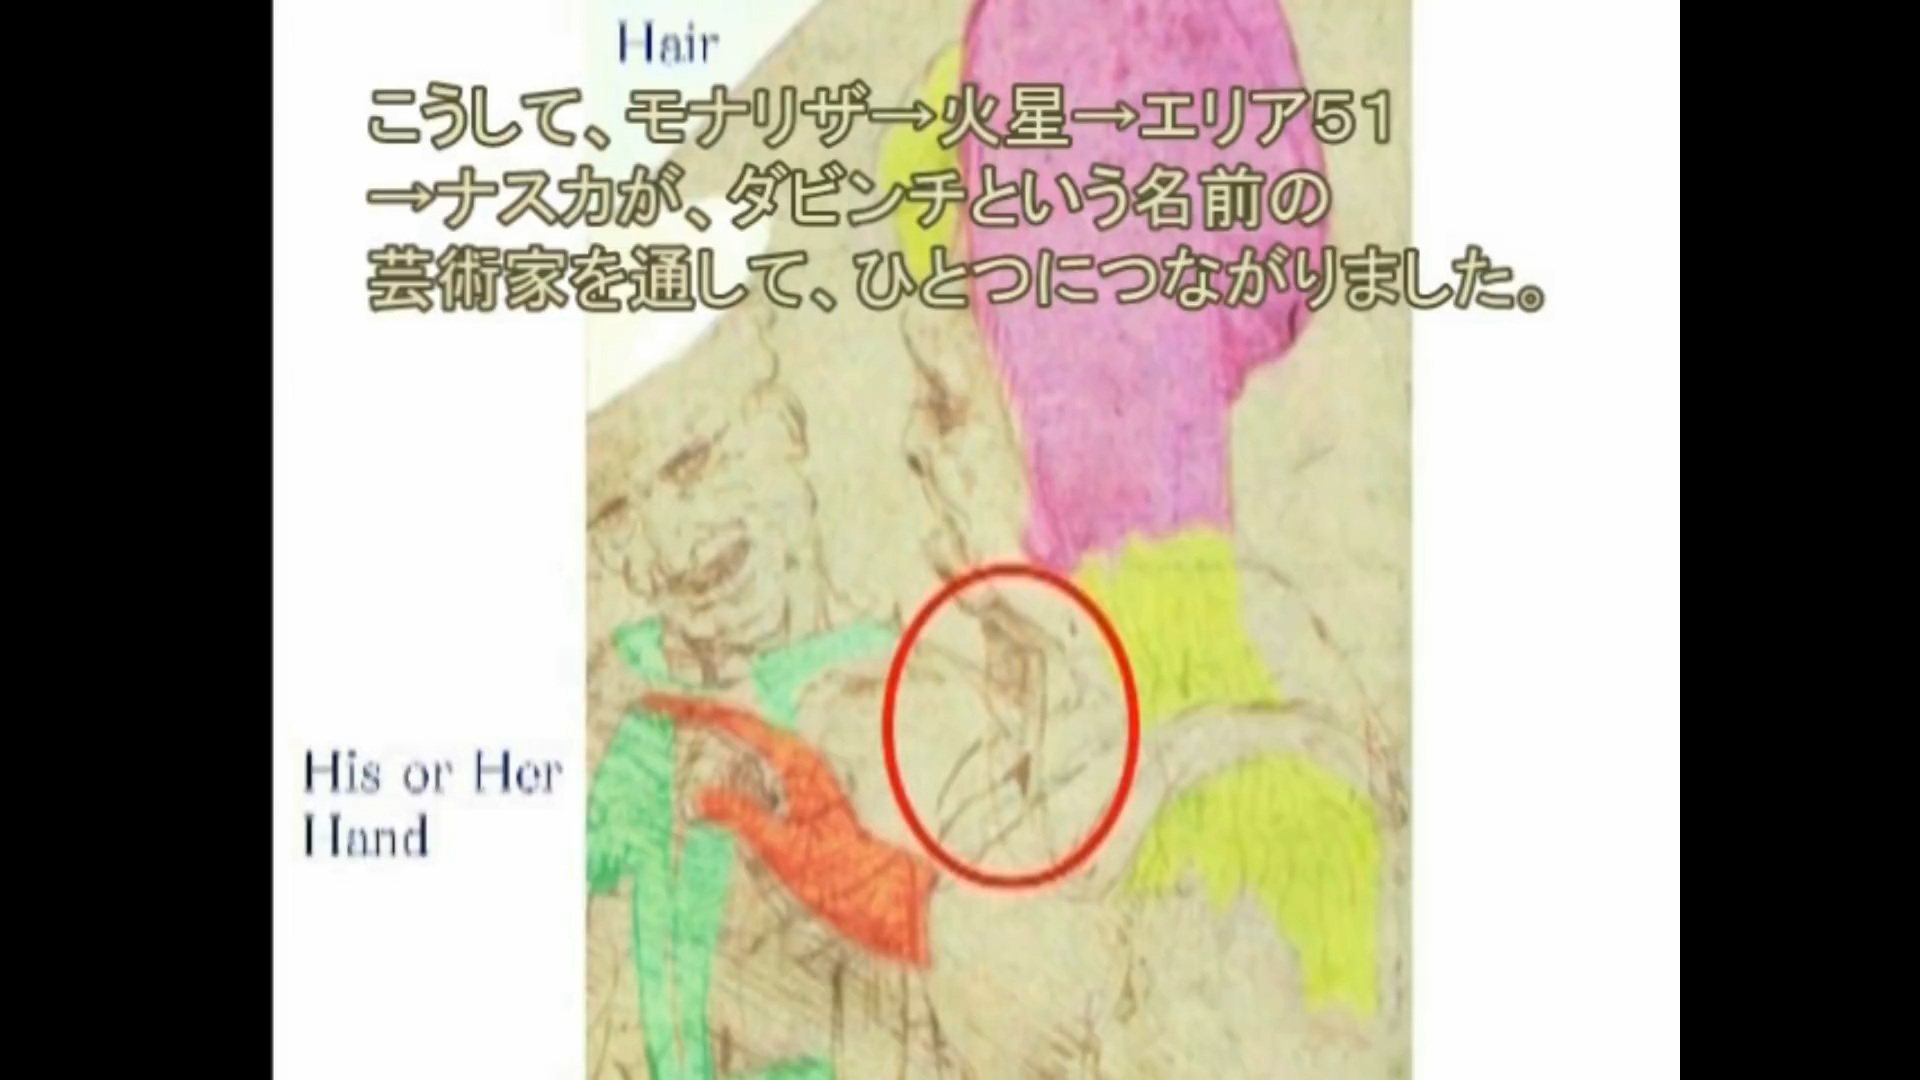 Hair
こうして、モナリザ→火星→エリア51
→ナスカが、ダビンチという名前の
芸術家を通して、ひとつにつながりました。
His or Her
Hand